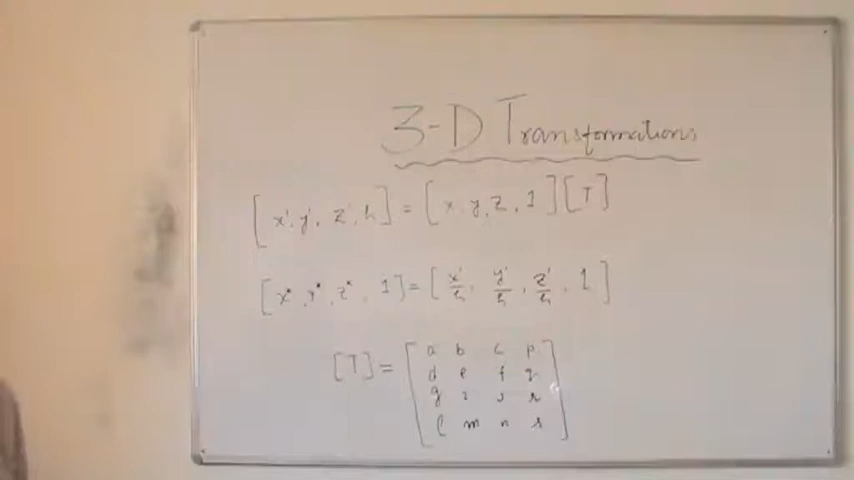 3-D Transformations
[x', y', z', h] = [x, y, z, 1][T]
[x*, y*, z*, 1] = [x'/h, y'/h, z'/h, 1]
[T] = [a b c p
d e f q
g i j r
l m n s]